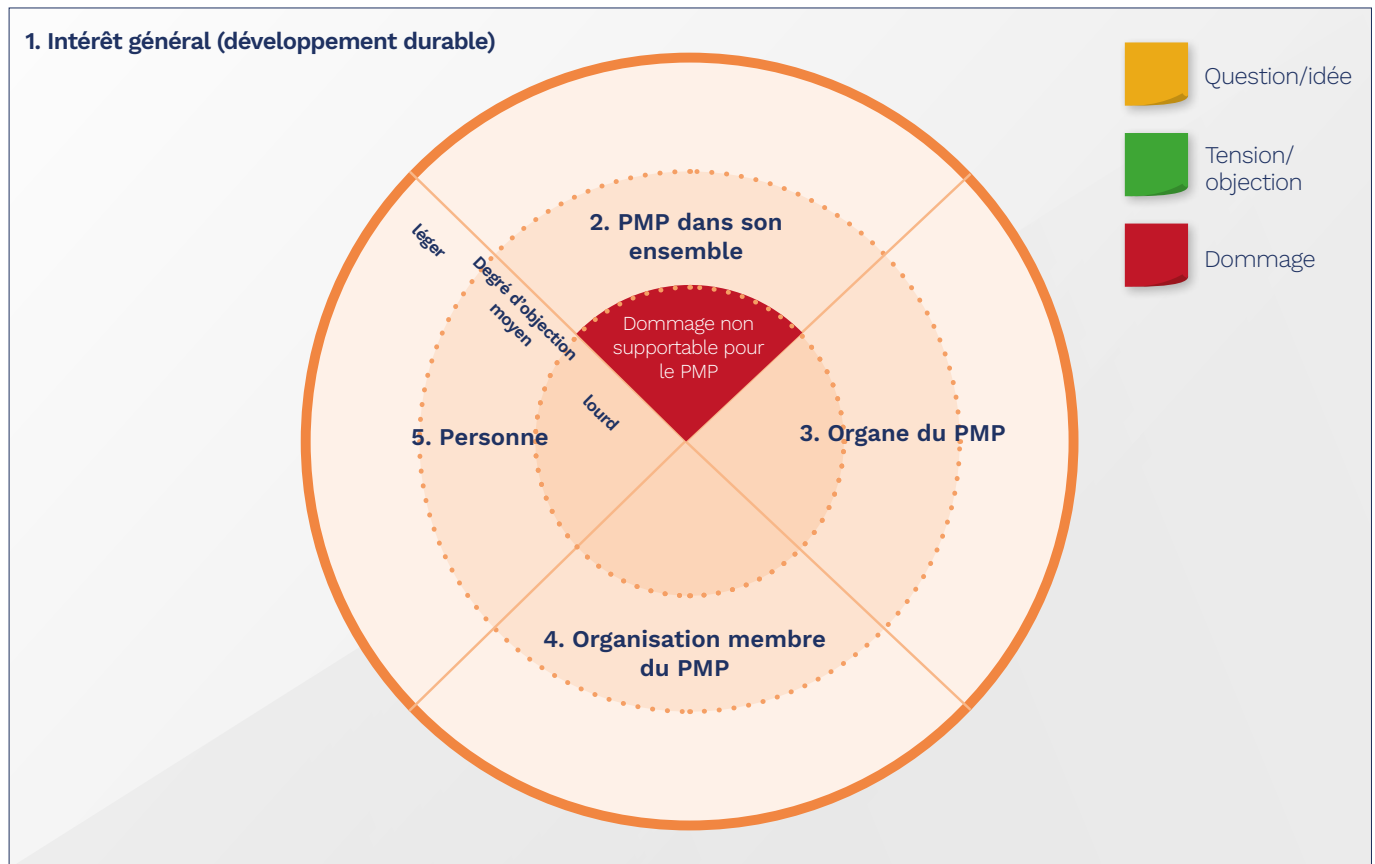 1. Intérêt général (développement durable)
Question/idée
Tension/
objection
Dommage
2. PMP dans son
ensemble
léger
Degré d'objection
moyen
lourd
Dommage non
supportable pour
le PMP
5. Personne
3. Organe du PMP
4. Organisation membre
du PMP